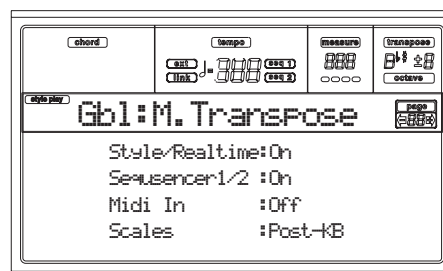 chord tempo measure transpose
ext seq 1
link seq 2
octave
style play Gbl:M.Transpose page
Style/Realtime:On
Sequsencer1/2 :On
Midi In :Off
Scales :Post-KB